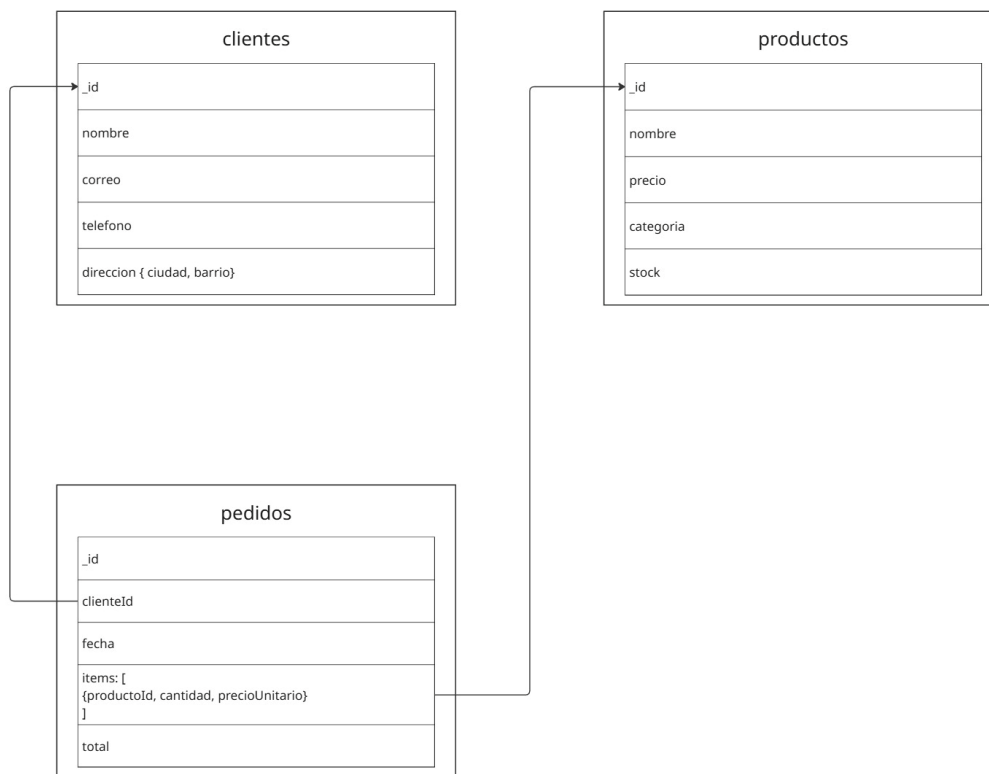 clientes
_id
nombre
correo
telefono
direccion { ciudad, barrio}
productos
_id
nombre
precio
categoria
stock
pedidos
_id
clienteId
fecha
items: [
{productoId, cantidad, precioUnitario}
]
total